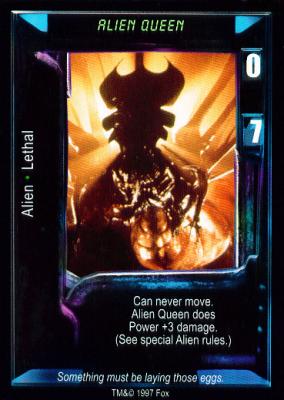 ALIEN QUEEN
0
7
Alien • Lethal
Can never move.
Alien Queen does
Power +3 damage.
(See special Alien rules.)
Something must be laying those eggs.
TM&© 1997 Fox